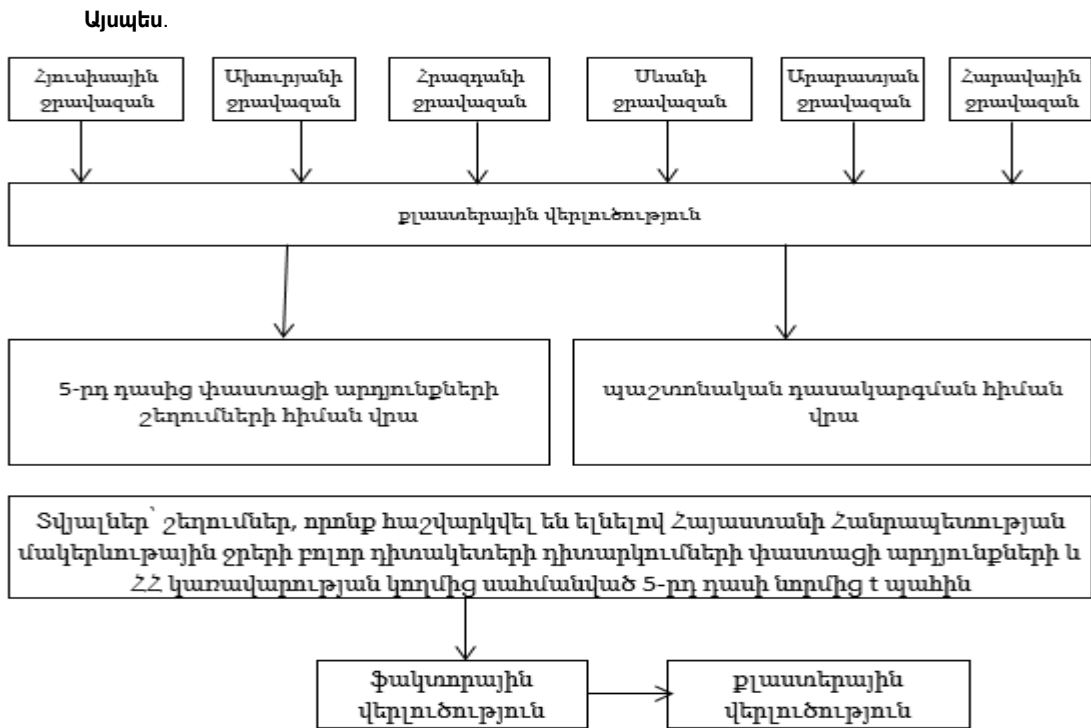 Այսպես.
Հյուսիսային
ջրավազան
Ախուրյանի
ջրավազան
Հրազդանի
ջրավազան
Սևանի
ջրավազան
Արարատյան
ջրավազան
Հարավային
ջրավազան
քլաստերային վերլուծություն
5-րդ դասից փաստացի արդյունքների
շեղումների հիման վրա
պաշտոնական դասակարգման հիման
վրա
Տվյալներ՝ շեղումներ, որոնք հաշվարկվել են ելնելով Հայաստանի Հանրապետության
մակերևութային ջրերի բոլոր դիտակետերի դիտարկումների փաստացի արդյունքների և
ՀՀ կառավարության կողմից սահմանված 5-րդ դասի նորմից t պահին
ֆակտորային
վերլուծություն
քլաստերային
վերլուծություն